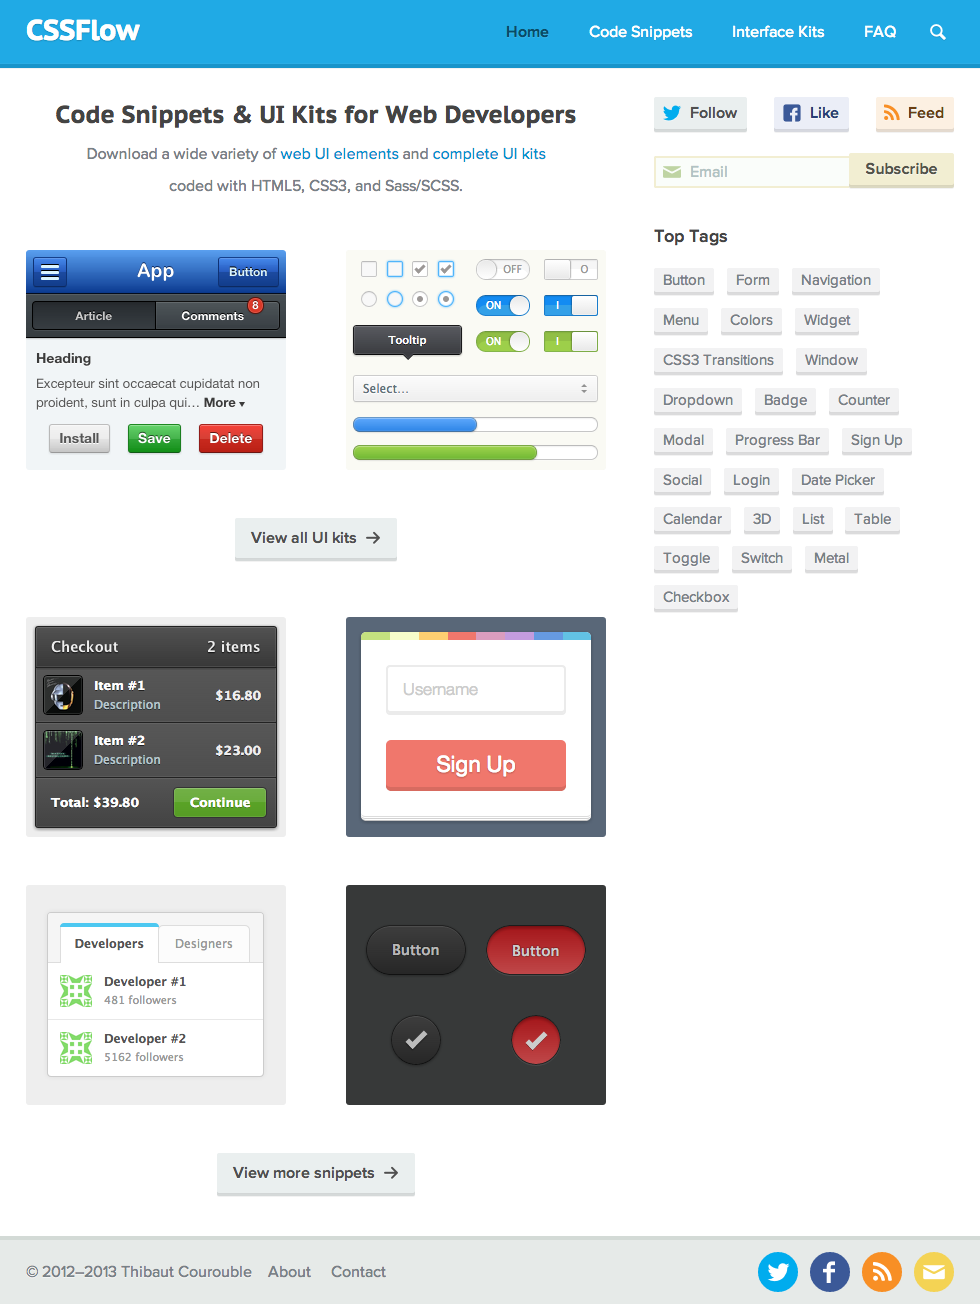 CSSFlow
Home Code Snippets Interface Kits FAQ
Code Snippets & UI Kits for Web Developers
Download a wide variety of web UI elements and complete UI kits
coded with HTML5, CSS3, and Sass/SCSS.
App Button
Article Comments 8
Heading
Excepteur sint occaecat cupidatat non
proident, sunt in culpa qui... More
Install Save Delete
OFF O
ON I
ON I
Tooltip
Select...
View all UI kits →
Checkout 2 items
Item #1
Description
$16.80
Item #2
Description
$23.00
Total: $39.80 Continue
Username
Sign Up
Developers Designers
Developer #1
481 followers
Developer #2
5162 followers
Button Button
View more snippets →
Follow Like Feed
Email Subscribe
Top Tags
Button Form Navigation
Menu Colors Widget
CSS3 Transitions Window
Dropdown Badge Counter
Modal Progress Bar Sign Up
Social Login Date Picker
Calendar 3D List Table
Toggle Switch Metal
Checkbox
© 2012–2013 Thibaut Courouble About Contact